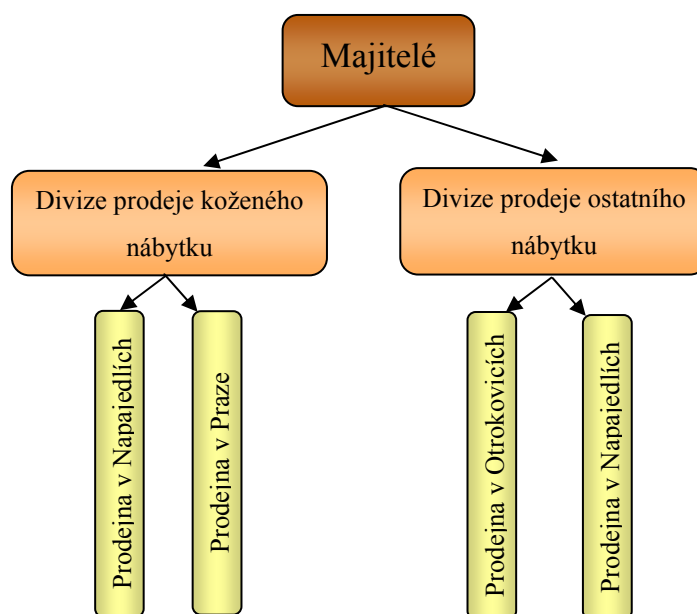 Majitelé
Divize prodeje koženého
nábytku
Divize prodeje ostatního
nábytku
Prodejna v Napajedlích
Prodejna v Praze
Prodejna v Otrokovicích
Prodejna v Napajedlích